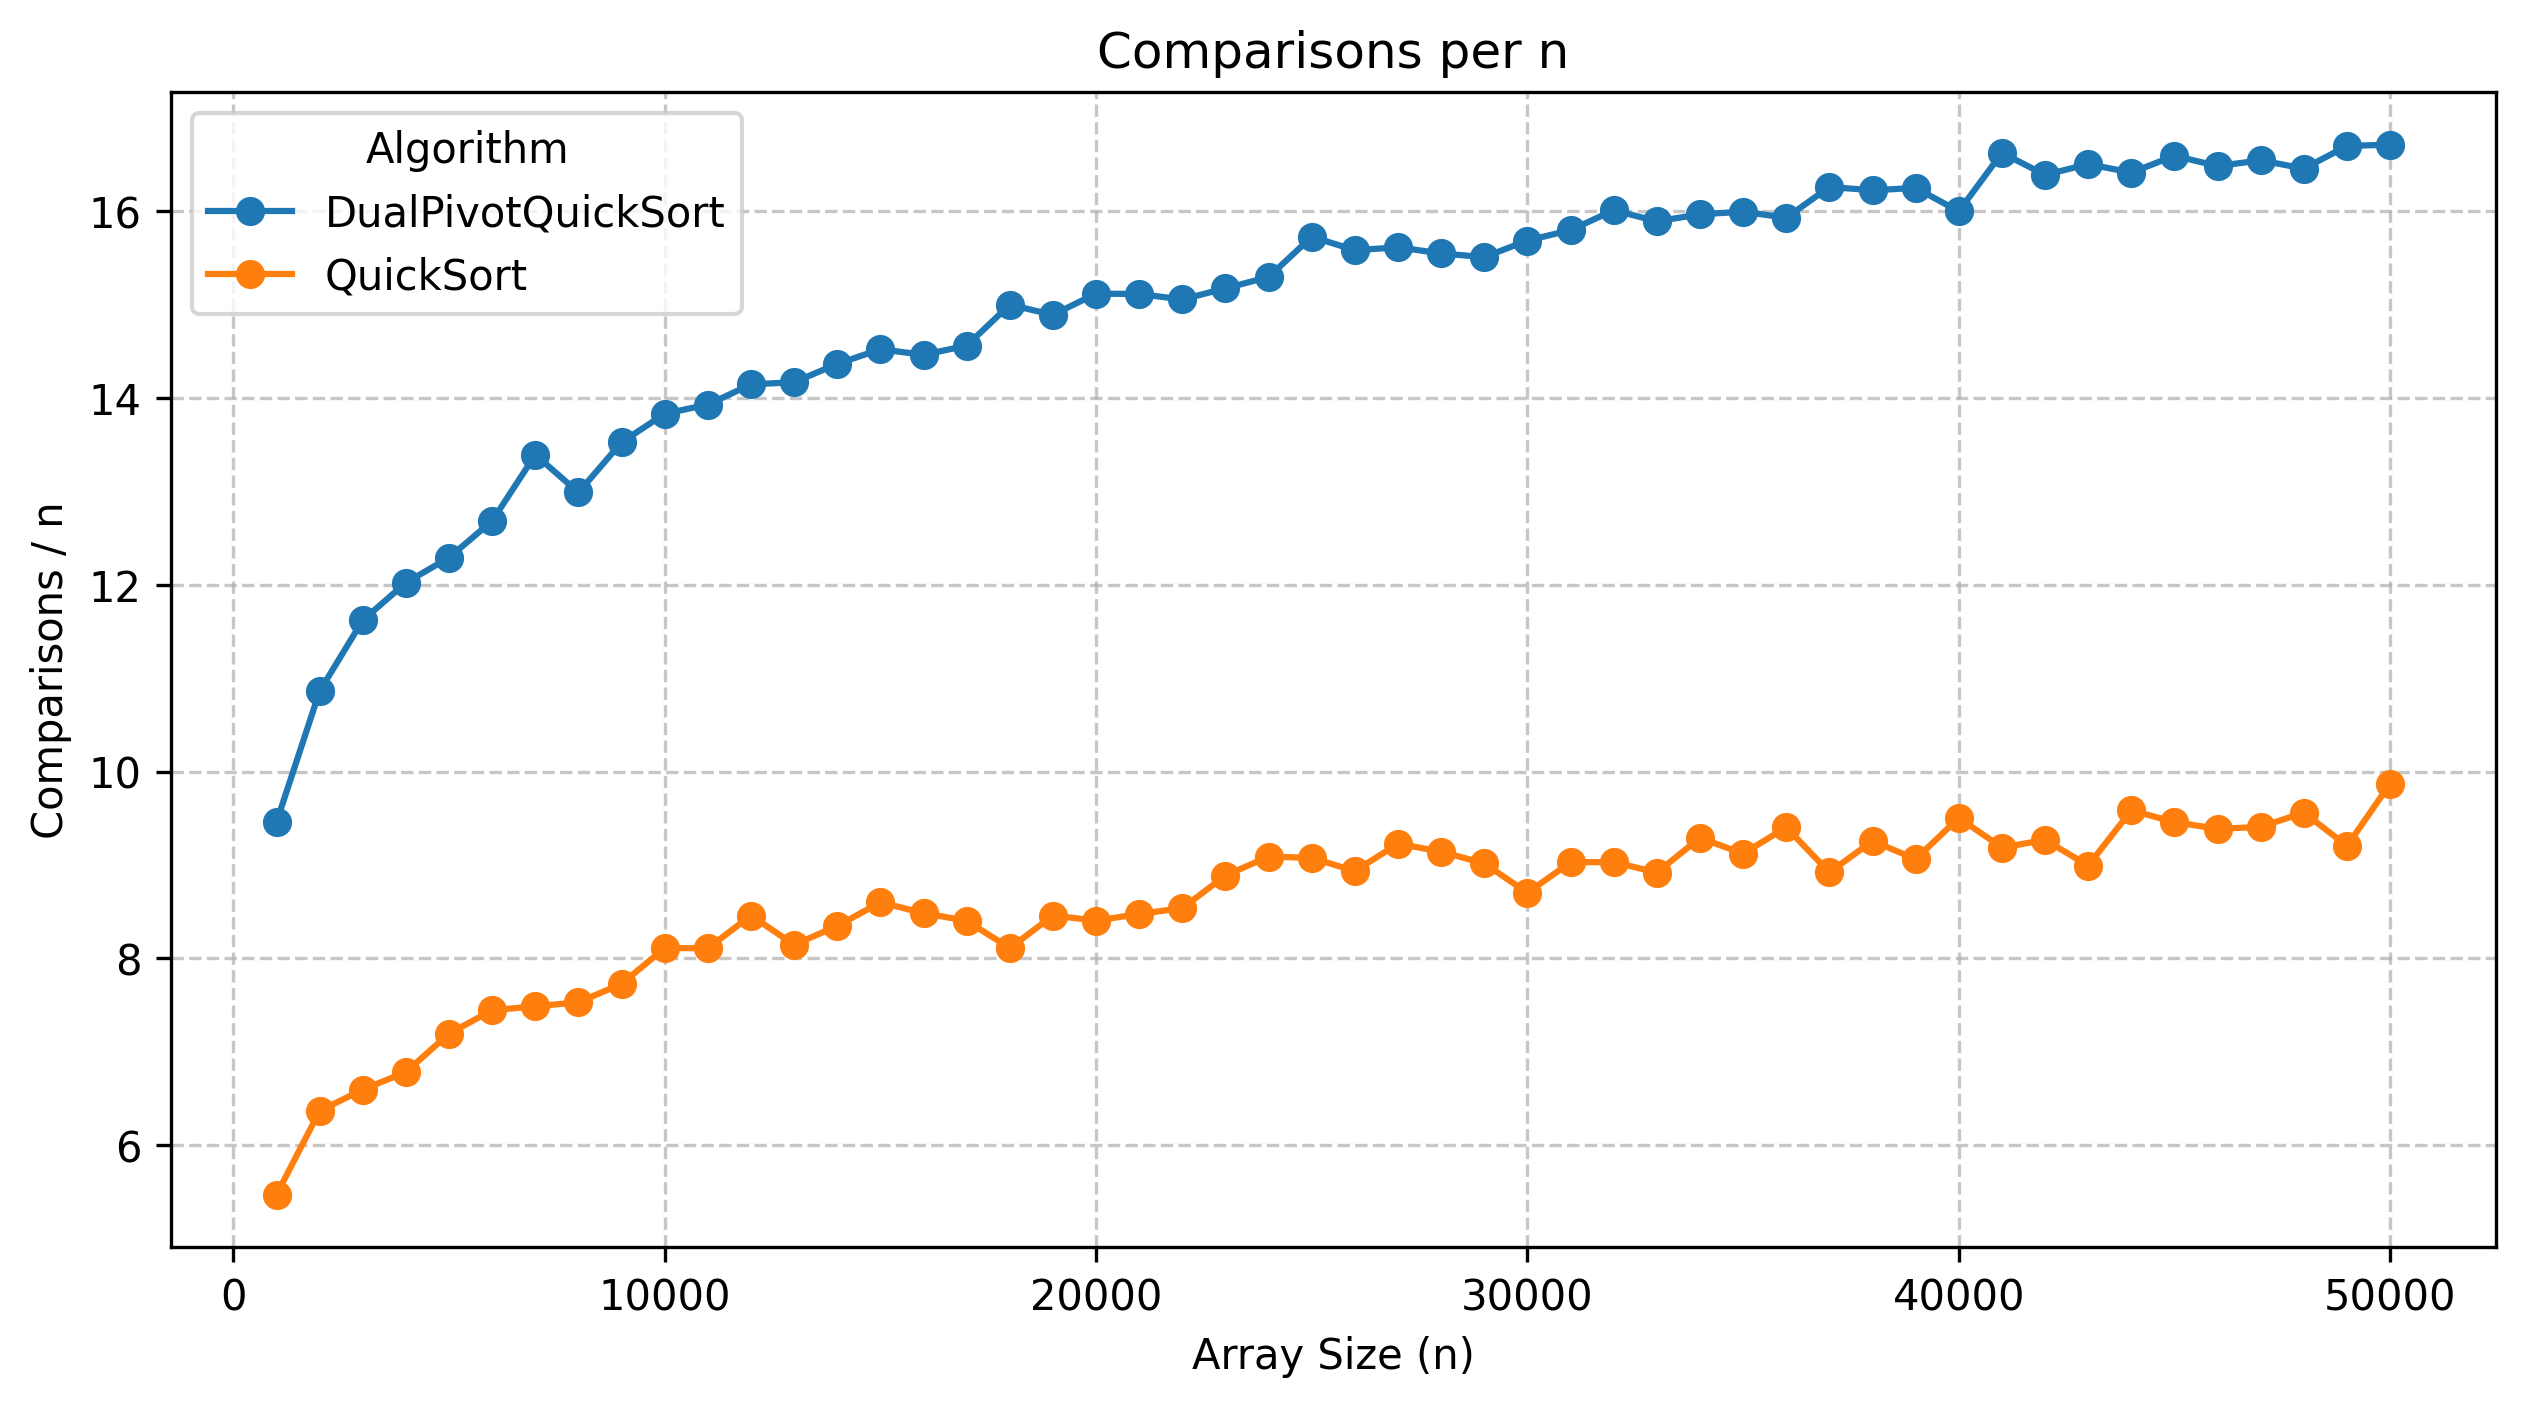 Comparisons per n
Algorithm
DualPivotQuickSort
QuickSort
Comparisons / n
16
14
12
10
8
6
0 10000 20000 30000 40000 50000
Array Size (n)